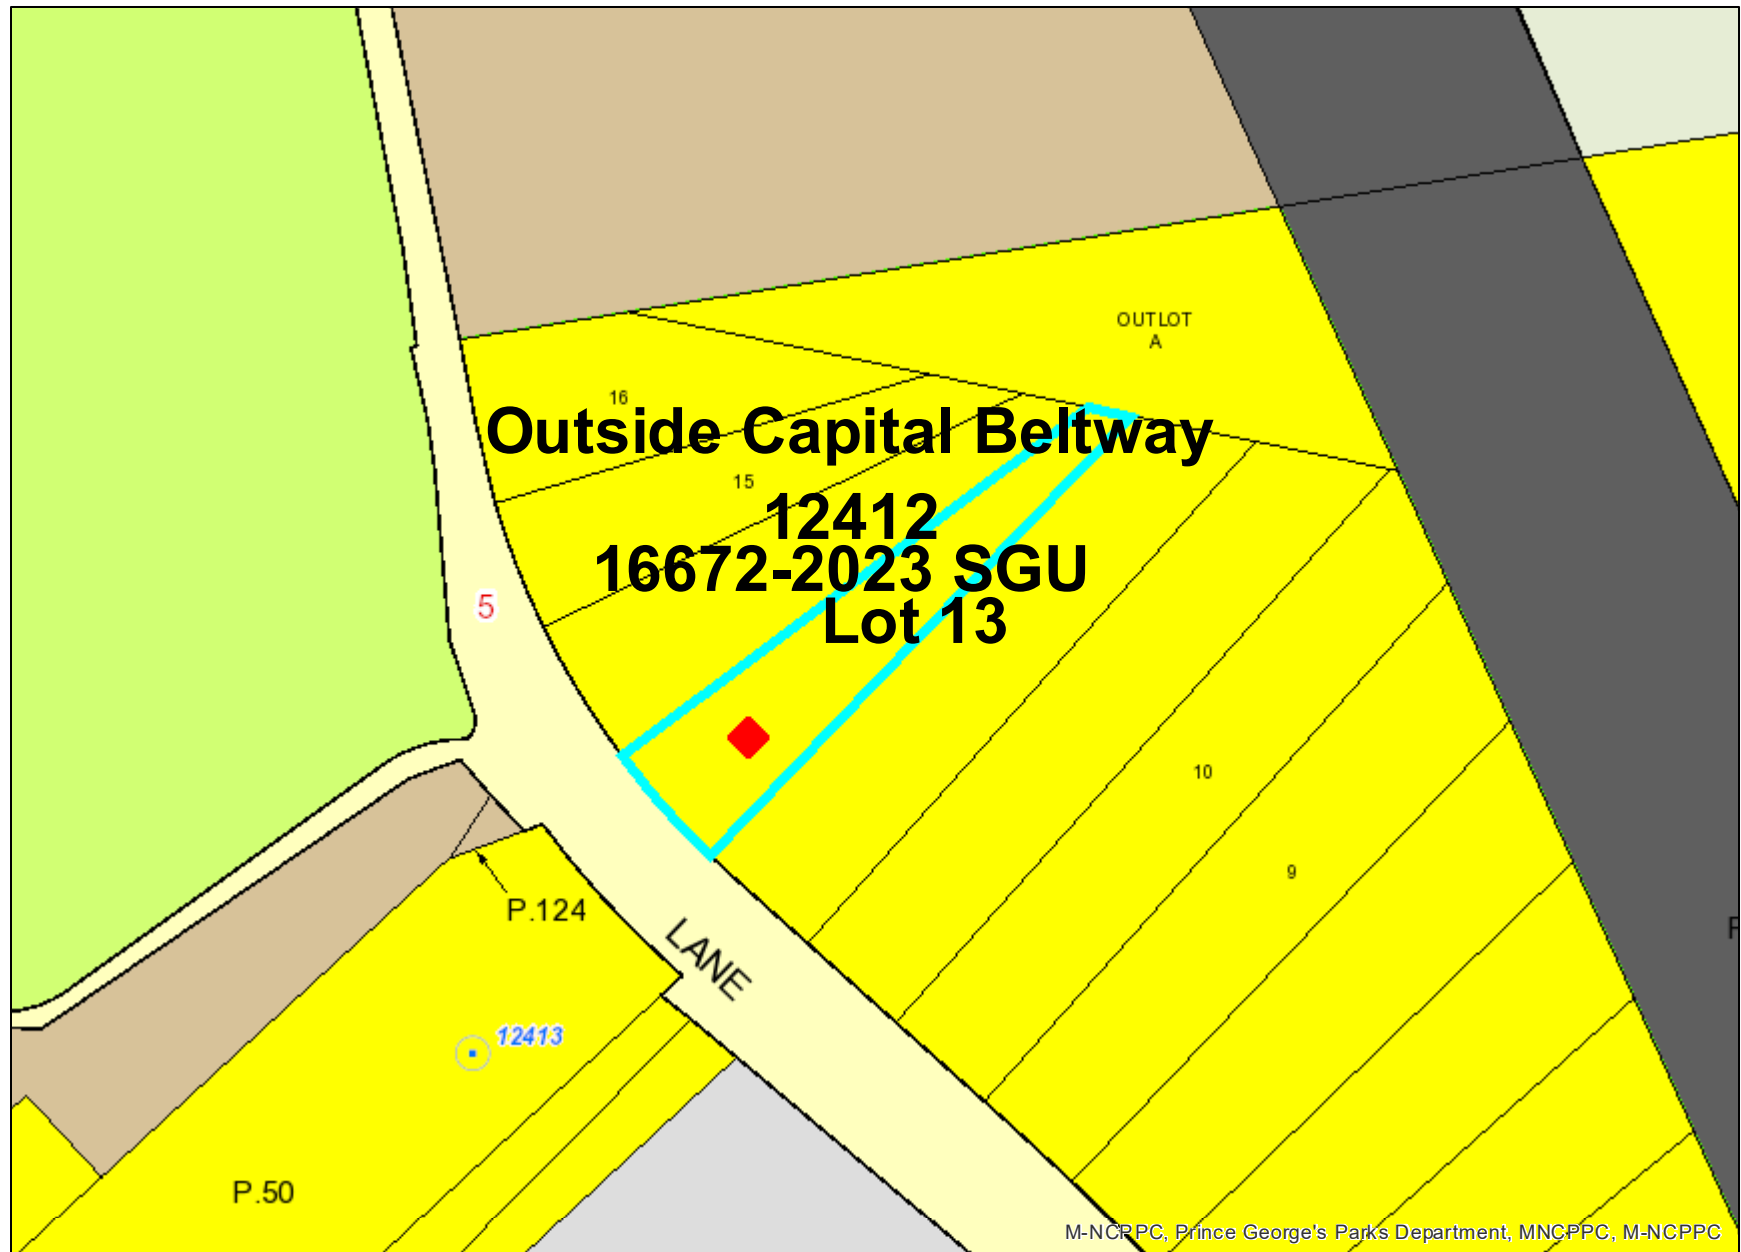 OUTLOT
A
16
Outside Capital Beltway
15
12412
16672-2023 SGU
5
Lot 13
10
9
P.124
LANE
12413
P.50
M-NCPPC, Prince George's Parks Department, MNCPPC, M-NCPPC